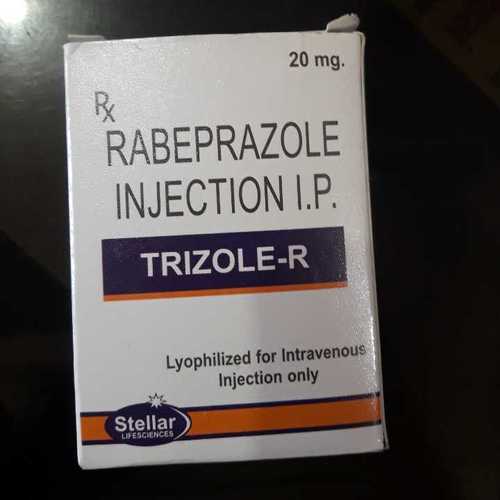 20 mg.
Rx
RABEPRAZOLE
INJECTION I.P.
TRIZOLE-R
Lyophilized for Intravenous
Injection only
Stellar
LIFESCIENCES